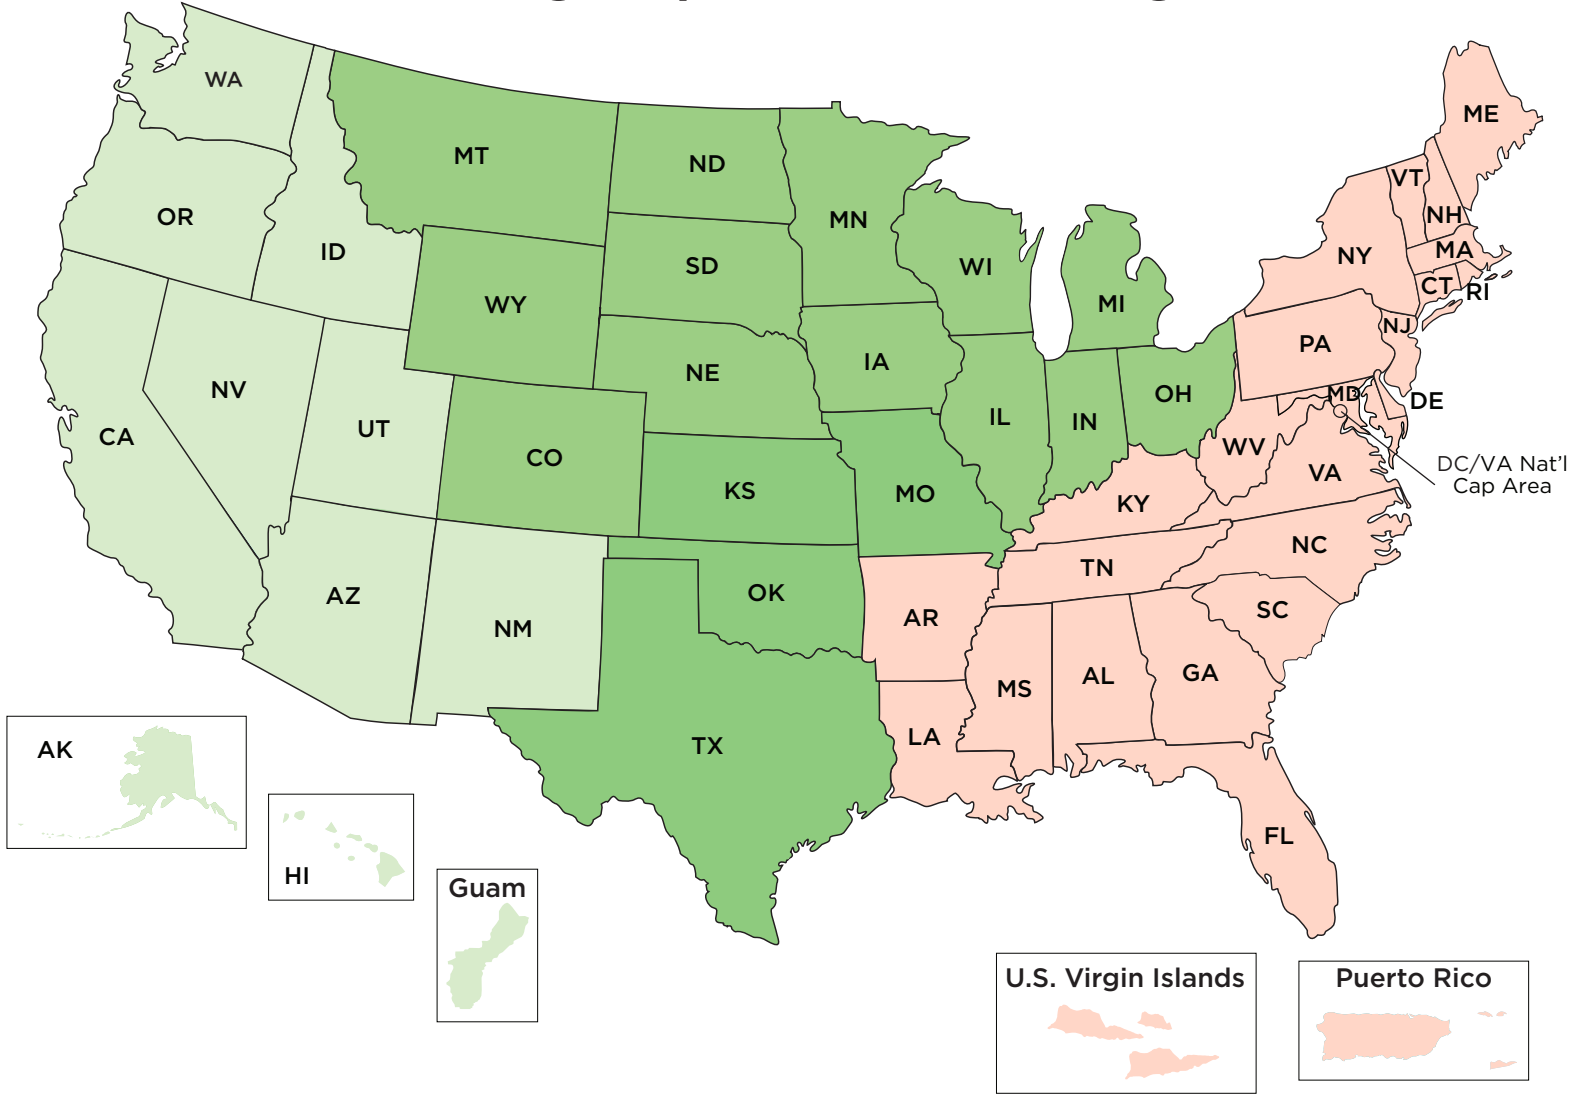 WA
MT
ND
MN
ME
VT
NH
OR
ID
SD
WI
NY
MA
WY
MI
CT
RI
NJ
PA
IA
NE
NV
OH
MD
DE
UT
CA
CO
IL
IN
WV
VA
DC/VA Nat’l
Cap Area
KS
MO
KY
NC
TN
AZ
OK
AR
SC
NM
MS
AL
GA
LA
TX
AK
FL
HI
Guam
U.S. Virgin Islands
Puerto Rico